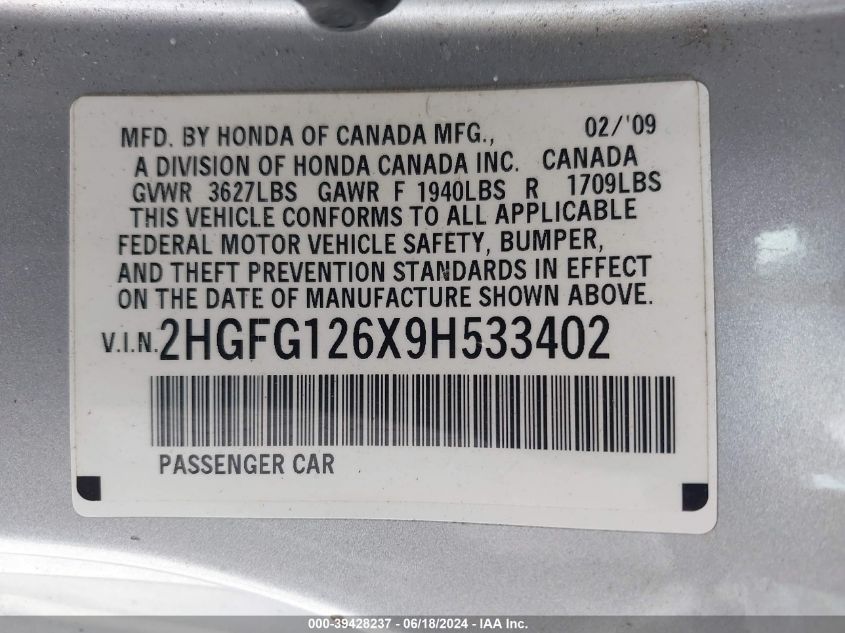 MFD. BY HONDA OF CANADA MFG., 02/'09
A DIVISION OF HONDA CANADA INC. CANADA
GVWR 3627LBS GAWR F 1940LBS R 1709LBS
THIS VEHICLE CONFORMS TO ALL APPLICABLE
FEDERAL MOTOR VEHICLE SAFETY, BUMPER,
AND THEFT PREVENTION STANDARDS IN EFFECT
ON THE DATE OF MANUFACTURE SHOWN ABOVE.
V.I.N. 2HGFG126X9H533402
PASSENGER CAR
000-39428237 - 06/18/2024 - IAA Inc.